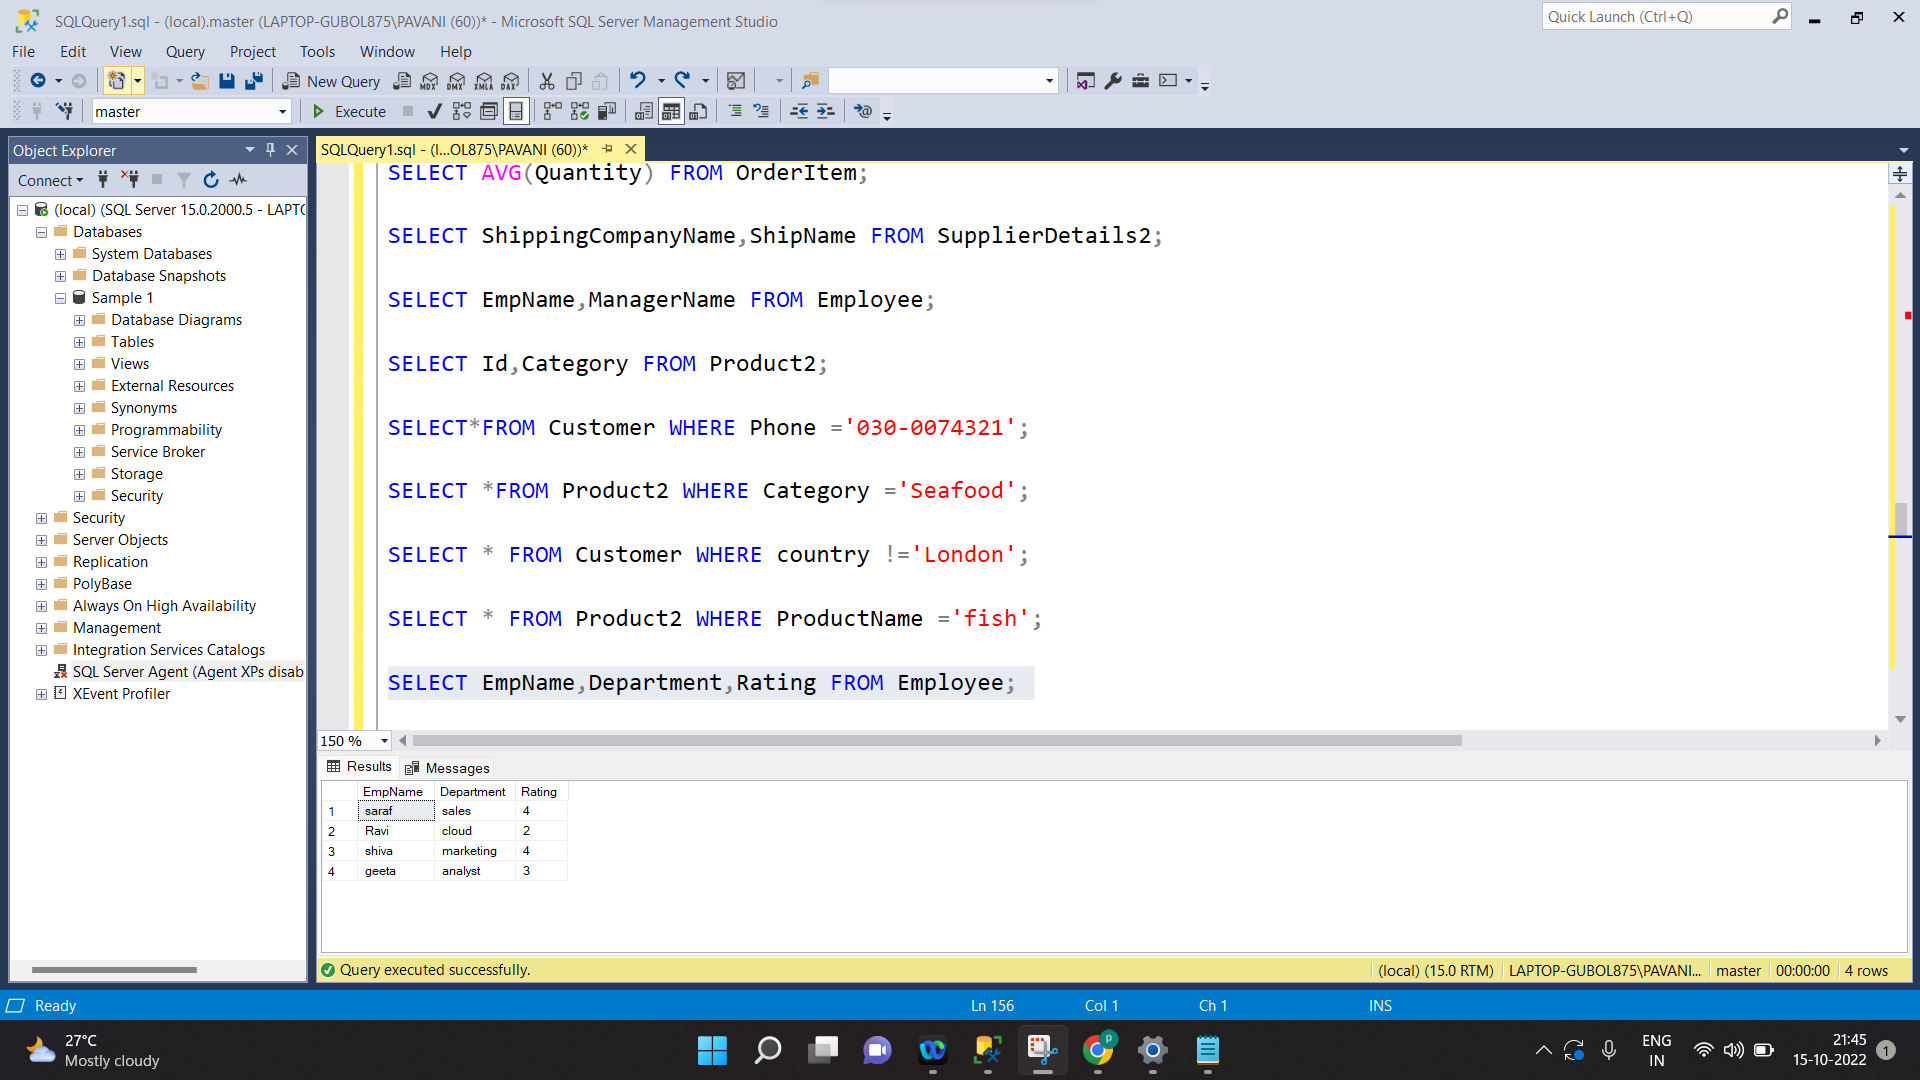 SQLQuery1.sql - (local).master (LAPTOP-GUBOL875\PAVANI (60))* - Microsoft SQL Server Management Studio
Quick Launch (Ctrl+Q)
File Edit View Query Project Tools Window Help
New Query MDX DMX XMLA DAX
master Execute
Object Explorer
SQLQuery1.sql - (l...OL875\PAVANI (60))*
Connect
(local) (SQL Server 15.0.2000.5 - LAPTO
Databases
System Databases
Database Snapshots
Sample 1
Database Diagrams
Tables
Views
External Resources
Synonyms
Programmability
Service Broker
Storage
Security
Security
Server Objects
Replication
PolyBase
Always On High Availability
Management
Integration Services Catalogs
SQL Server Agent (Agent XPs disab
XEvent Profiler
SELECT AVG(Quantity) FROM OrderItem;
SELECT ShippingCompanyName,ShipName FROM SupplierDetails2;
SELECT EmpName,ManagerName FROM Employee;
SELECT Id,Category FROM Product2;
SELECT*FROM Customer WHERE Phone ='030-0074321';
SELECT *FROM Product2 WHERE Category ='Seafood';
SELECT * FROM Customer WHERE country !='London';
SELECT * FROM Product2 WHERE ProductName ='fish';
SELECT EmpName,Department,Rating FROM Employee;
150 %
Results Messages
EmpName Department Rating
1 saraf sales 4
2 Ravi cloud 2
3 shiva marketing 4
4 geeta analyst 3
Query executed successfully.
(local) (15.0 RTM) LAPTOP-GUBOL875\PAVANI... master 00:00:00 4 rows
Ready Ln 156 Col 1 Ch 1 INS
27°C
Mostly cloudy
P
ENG
IN
21:45
15-10-2022
1